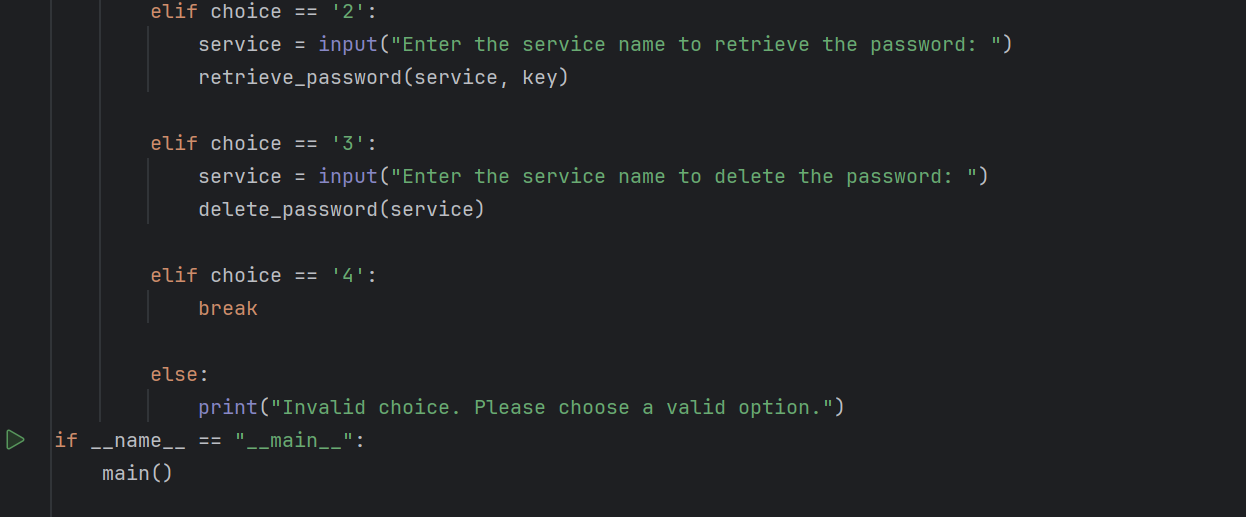 elif choice == '2':
service = input("Enter the service name to retrieve the password: ")
retrieve_password(service, key)
elif choice == '3':
service = input("Enter the service name to delete the password: ")
delete_password(service)
elif choice == '4':
break
else:
print("Invalid choice. Please choose a valid option.")
if __name__ == "__main__":
main()